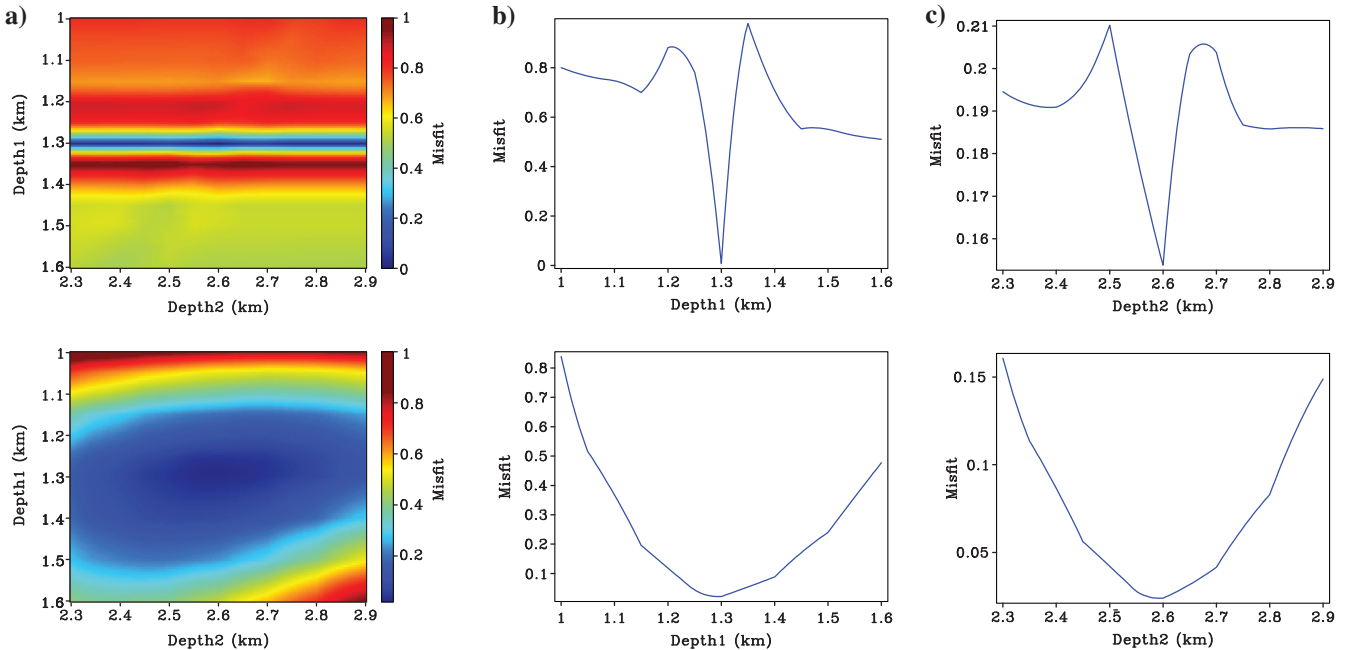 a)
1
1.1
1.2
1.3
1.4
1.5
1.6
Depth1 (km)
2.3 2.4 2.5 2.6 2.7 2.8 2.9
Depth2 (km)
1
0.8
0.6
0.4
0.2
0
Misfit
b)
0.8
0.6
0.4
0.2
0
Misfit
1 1.1 1.2 1.3 1.4 1.5 1.6
Depth1 (km)
c)
0.21
0.2
0.19
0.18
0.17
0.16
Misfit
2.3 2.4 2.5 2.6 2.7 2.8 2.9
Depth2 (km)
1
1.1
1.2
1.3
1.4
1.5
1.6
Depth1 (km)
2.3 2.4 2.5 2.6 2.7 2.8 2.9
Depth2 (km)
1
0.8
0.6
0.4
0.2
Misfit
0.8
0.7
0.6
0.5
0.4
0.3
0.2
0.1
Misfit
1 1.1 1.2 1.3 1.4 1.5 1.6
Depth1 (km)
0.15
0.1
0.05
Misfit
2.3 2.4 2.5 2.6 2.7 2.8 2.9
Depth2 (km)